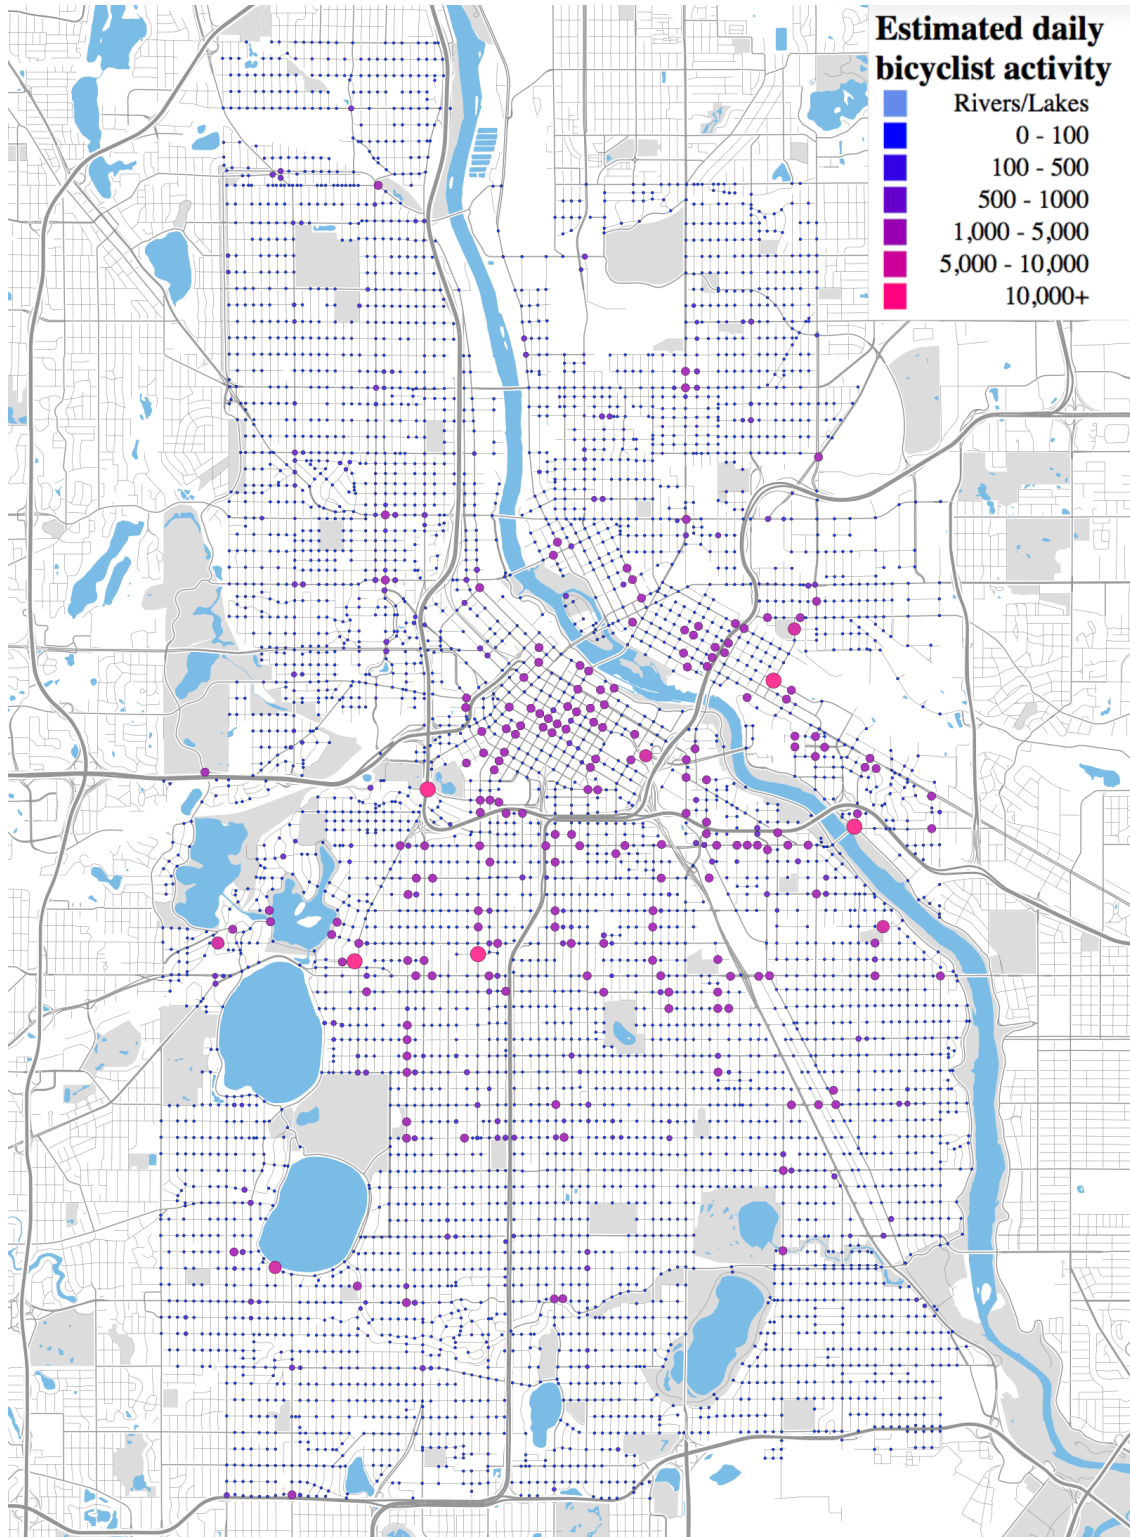 Estimated daily
bicyclist activity
Rivers/Lakes
0 - 100
100 - 500
500 - 1000
1,000 - 5,000
5,000 - 10,000
10,000+